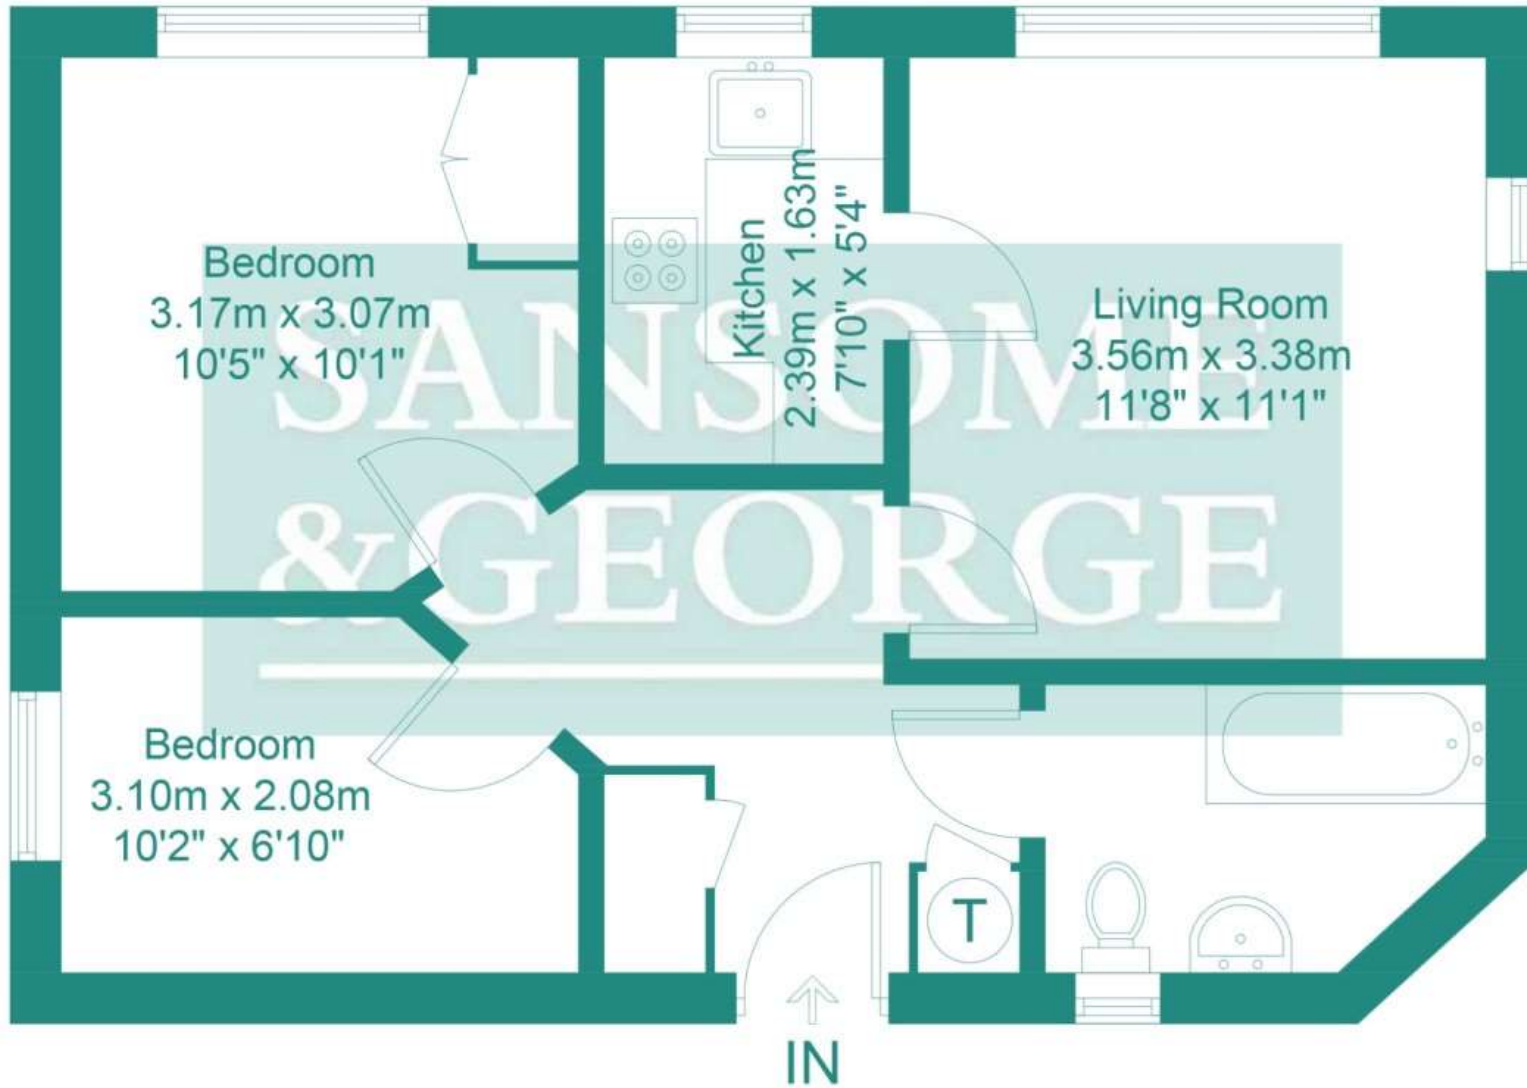 Bedroom
3.17m x 3.07m
10'5" x 10'1"
Kitchen
2.39m x 1.63m
7'10" x 5'4"
Living Room
3.56m x 3.38m
11'8" x 11'1"
SANSOME
&GEORGE
Bedroom
3.10m x 2.08m
10'2" x 6'10"
T
IN